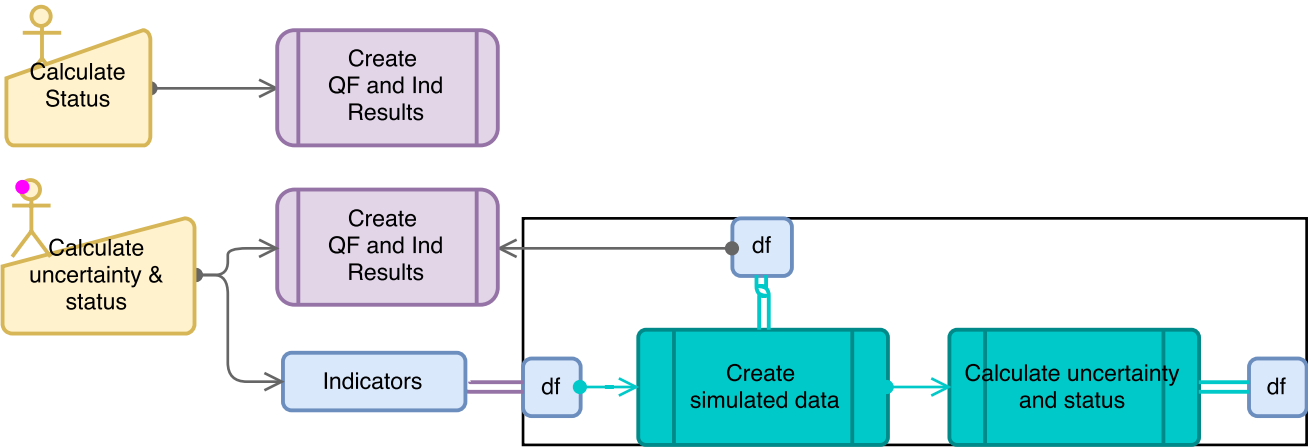 Calculate
Status
Create
QF and Ind
Results
Calculate
uncertainty &
status
Create
QF and Ind
Results
df
Indicators
df
Create
simulated data
Calculate uncertainty
and status
df